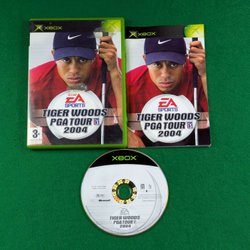 XBOX
EA
SPORTS
TIGER WOODS
PGA TOUR
2004
3+
XBOX
EA
SPORTS
TIGER WOODS
PGA TOUR
2004
XBOX
TIGER WOODS
PGA TOUR
2004